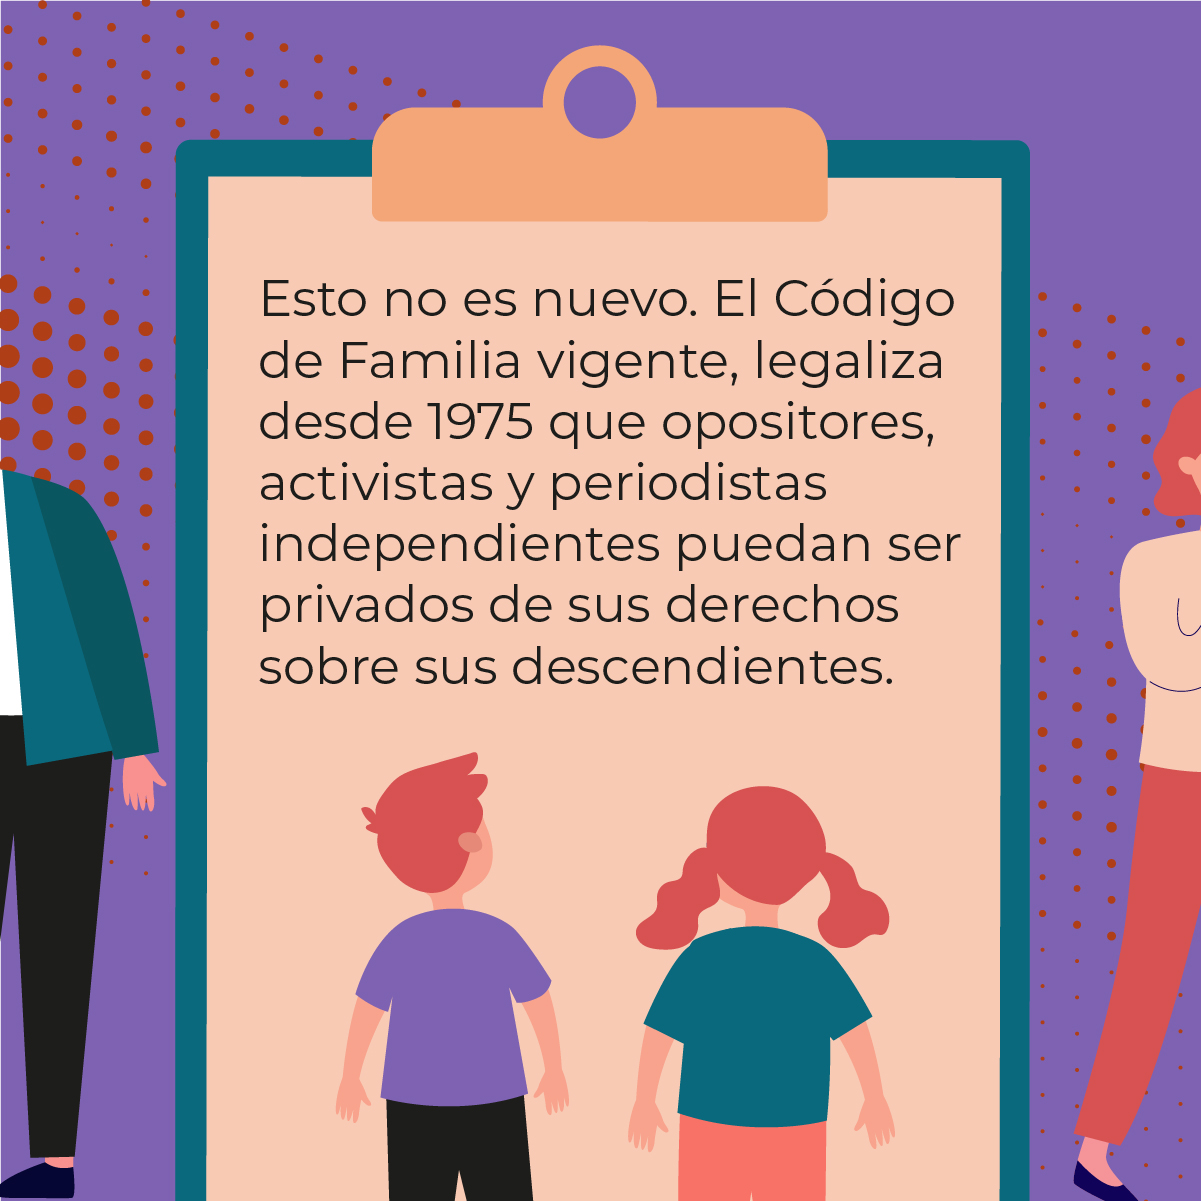 Esto no es nuevo. El Código
de Familia vigente, legaliza
desde 1975 que opositores,
activistas y periodistas
independientes puedan ser
privados de sus derechos
sobre sus descendientes.